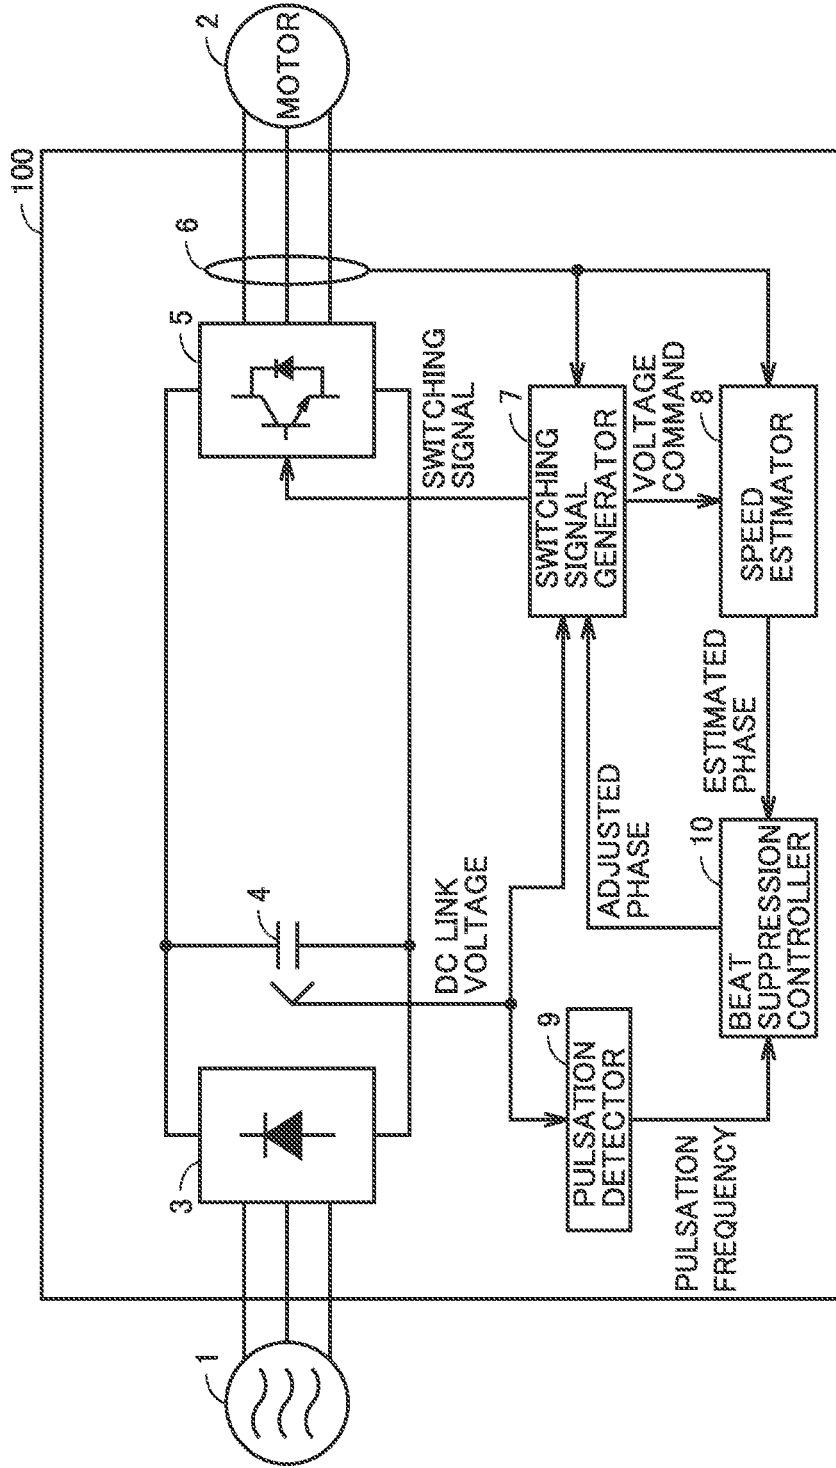 100
1
2
MOTOR
3
4
5
6
SWITCHING
SIGNAL
DC LINK
VOLTAGE
7
SWITCHING
SIGNAL
GENERATOR
9
PULSATION
DETECTOR
ADJUSTED
PHASE
VOLTAGE
COMMAND
PULSATION
FREQUENCY
10
BEAT
SUPPRESSION
CONTROLLER
ESTIMATED
PHASE
8
SPEED
ESTIMATOR